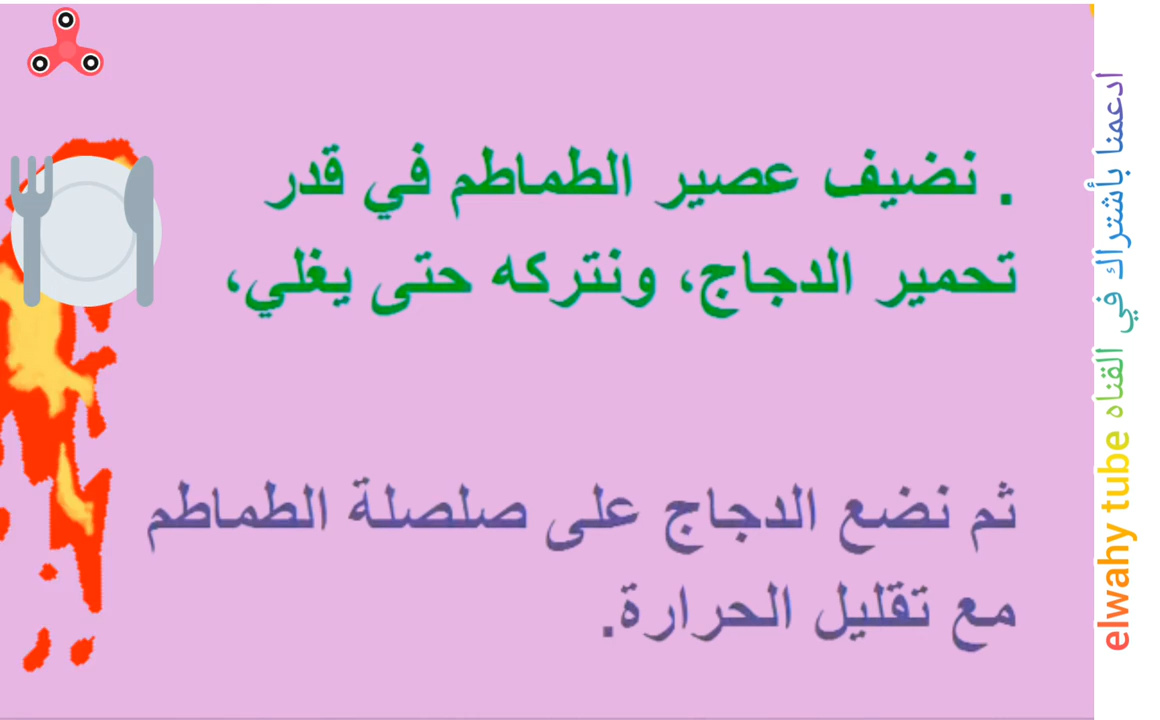 . نضيف عصير الطماطم في قدر
تحمير الدجاج، ونتركه حتى يغلي،
ثم نضع الدجاج على صلصلة الطماطم
مع تقليل الحرارة.
ادعمنا بأشتراك في القناه elwahy tube